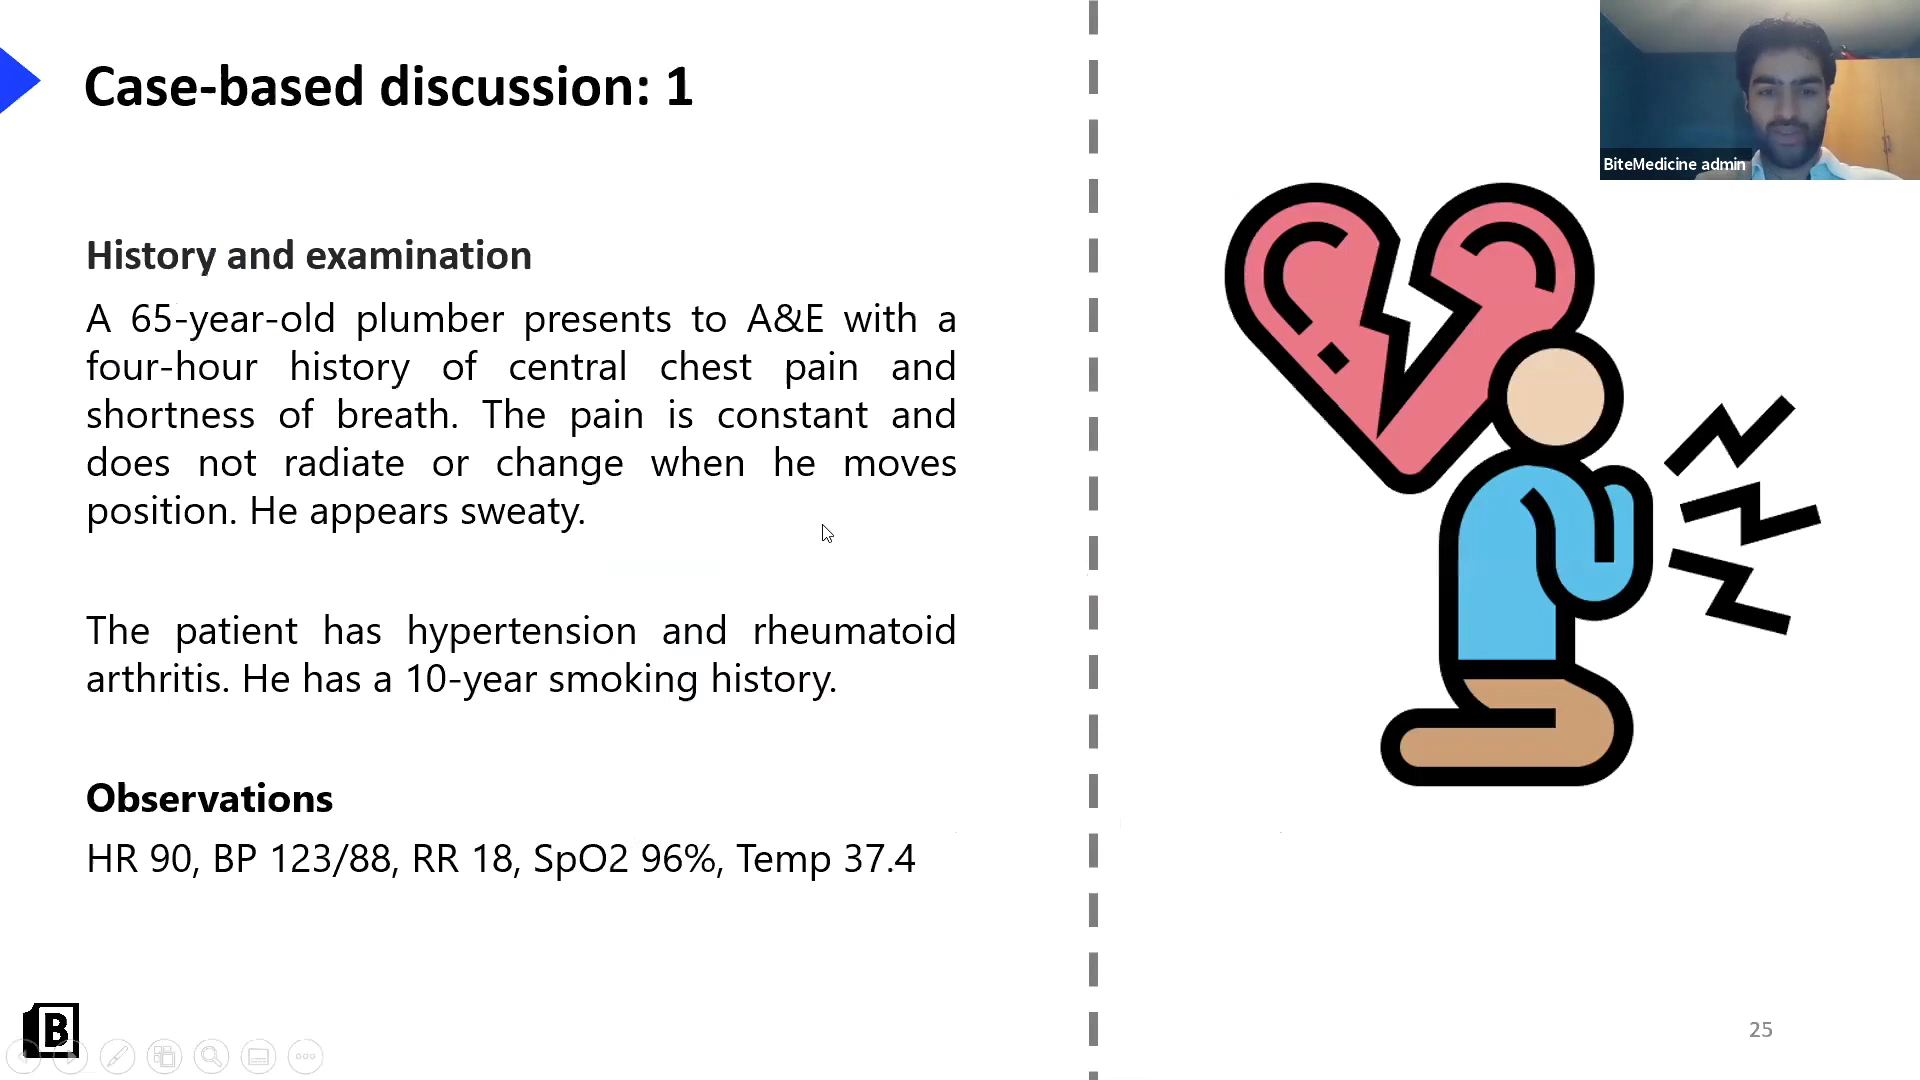 Case-based discussion: 1
BiteMedicine admin
History and examination
A 65-year-old plumber presents to A&E with a
four-hour history of central chest pain and
shortness of breath. The pain is constant and
does not radiate or change when he moves
position. He appears sweaty.
The patient has hypertension and rheumatoid
arthritis. He has a 10-year smoking history.
Observations
HR 90, BP 123/88, RR 18, SpO2 96%, Temp 37.4
B
25